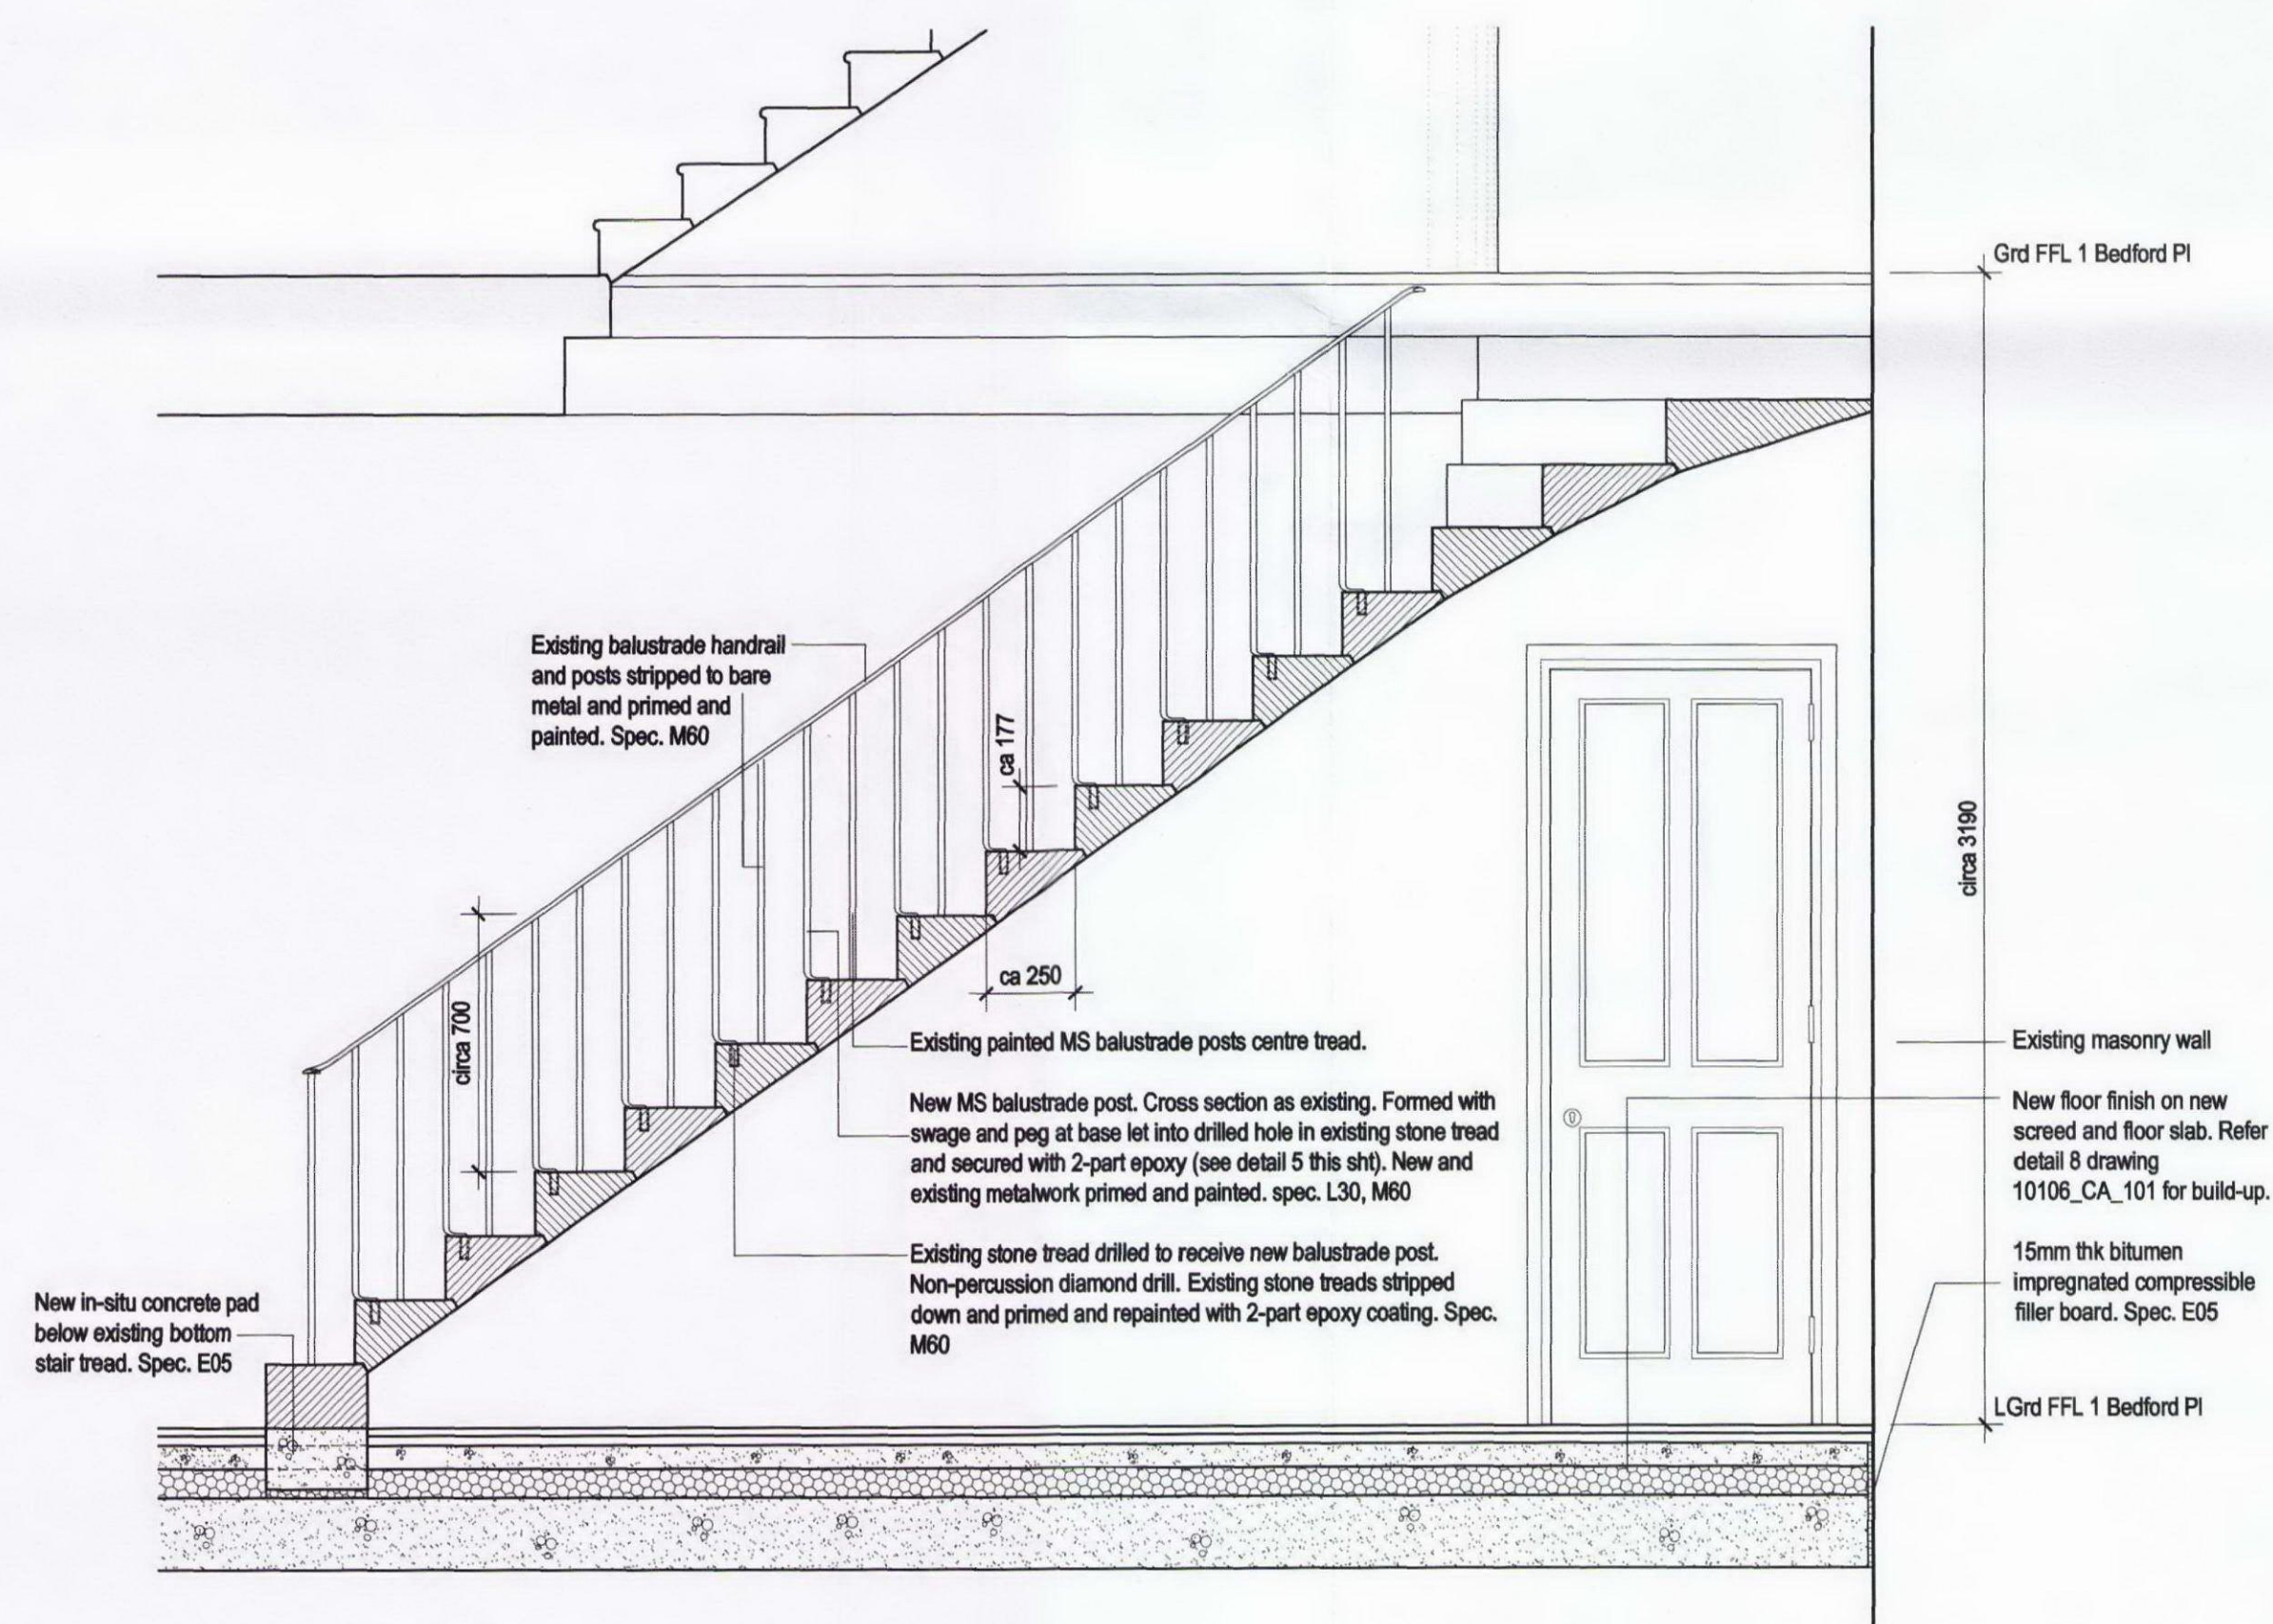 Grd FFL 1 Bedford Pl
Existing balustrade handrail
and posts stripped to bare
metal and primed and
painted. Spec. M60
ca 177
circa 3190
ca 250
circa 700
Existing painted MS balustrade posts centre tread.
Existing masonry wall
New MS balustrade post. Cross section as existing. Formed with
swage and peg at base let into drilled hole in existing stone tread
and secured with 2-part epoxy (see detail 5 this sht). New and
existing metalwork primed and painted. spec. L30, M60
New floor finish on new
screed and floor slab. Refer
detail 8 drawing
10106_CA_101 for build-up.
Existing stone tread drilled to receive new balustrade post.
Non-percussion diamond drill. Existing stone treads stripped
down and primed and repainted with 2-part epoxy coating. Spec.
M60
15mm thk bitumen
impregnated compressible
filler board. Spec. E05
New in-situ concrete pad
below existing bottom
stair tread. Spec. E05
LGrd FFL 1 Bedford Pl